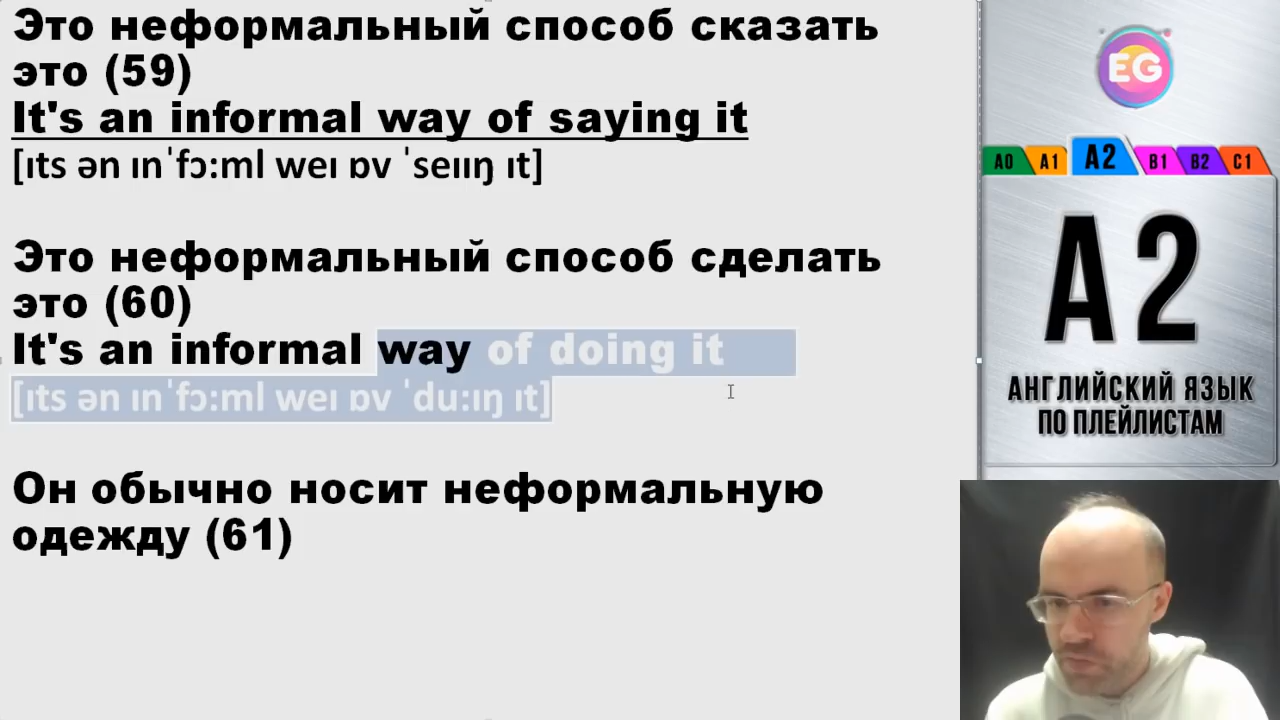 Это неформальный способ сказать
это (59)
It's an informal way of saying it
[ɪts ən ɪnˈfɔːml weɪ ɒv ˈseɪɪŋ ɪt]
Это неформальный способ сделать
это (60)
It's an informal way of doing it
[ɪts ən ɪnˈfɔːml weɪ ɒv ˈduːɪŋ ɪt]
Он обычно носит неформальную
одежду (61)
EG
A0 A1 A2 B1 B2 C1
A2
АНГЛИЙСКИЙ ЯЗЫК
ПО ПЛЕЙЛИСТАМ